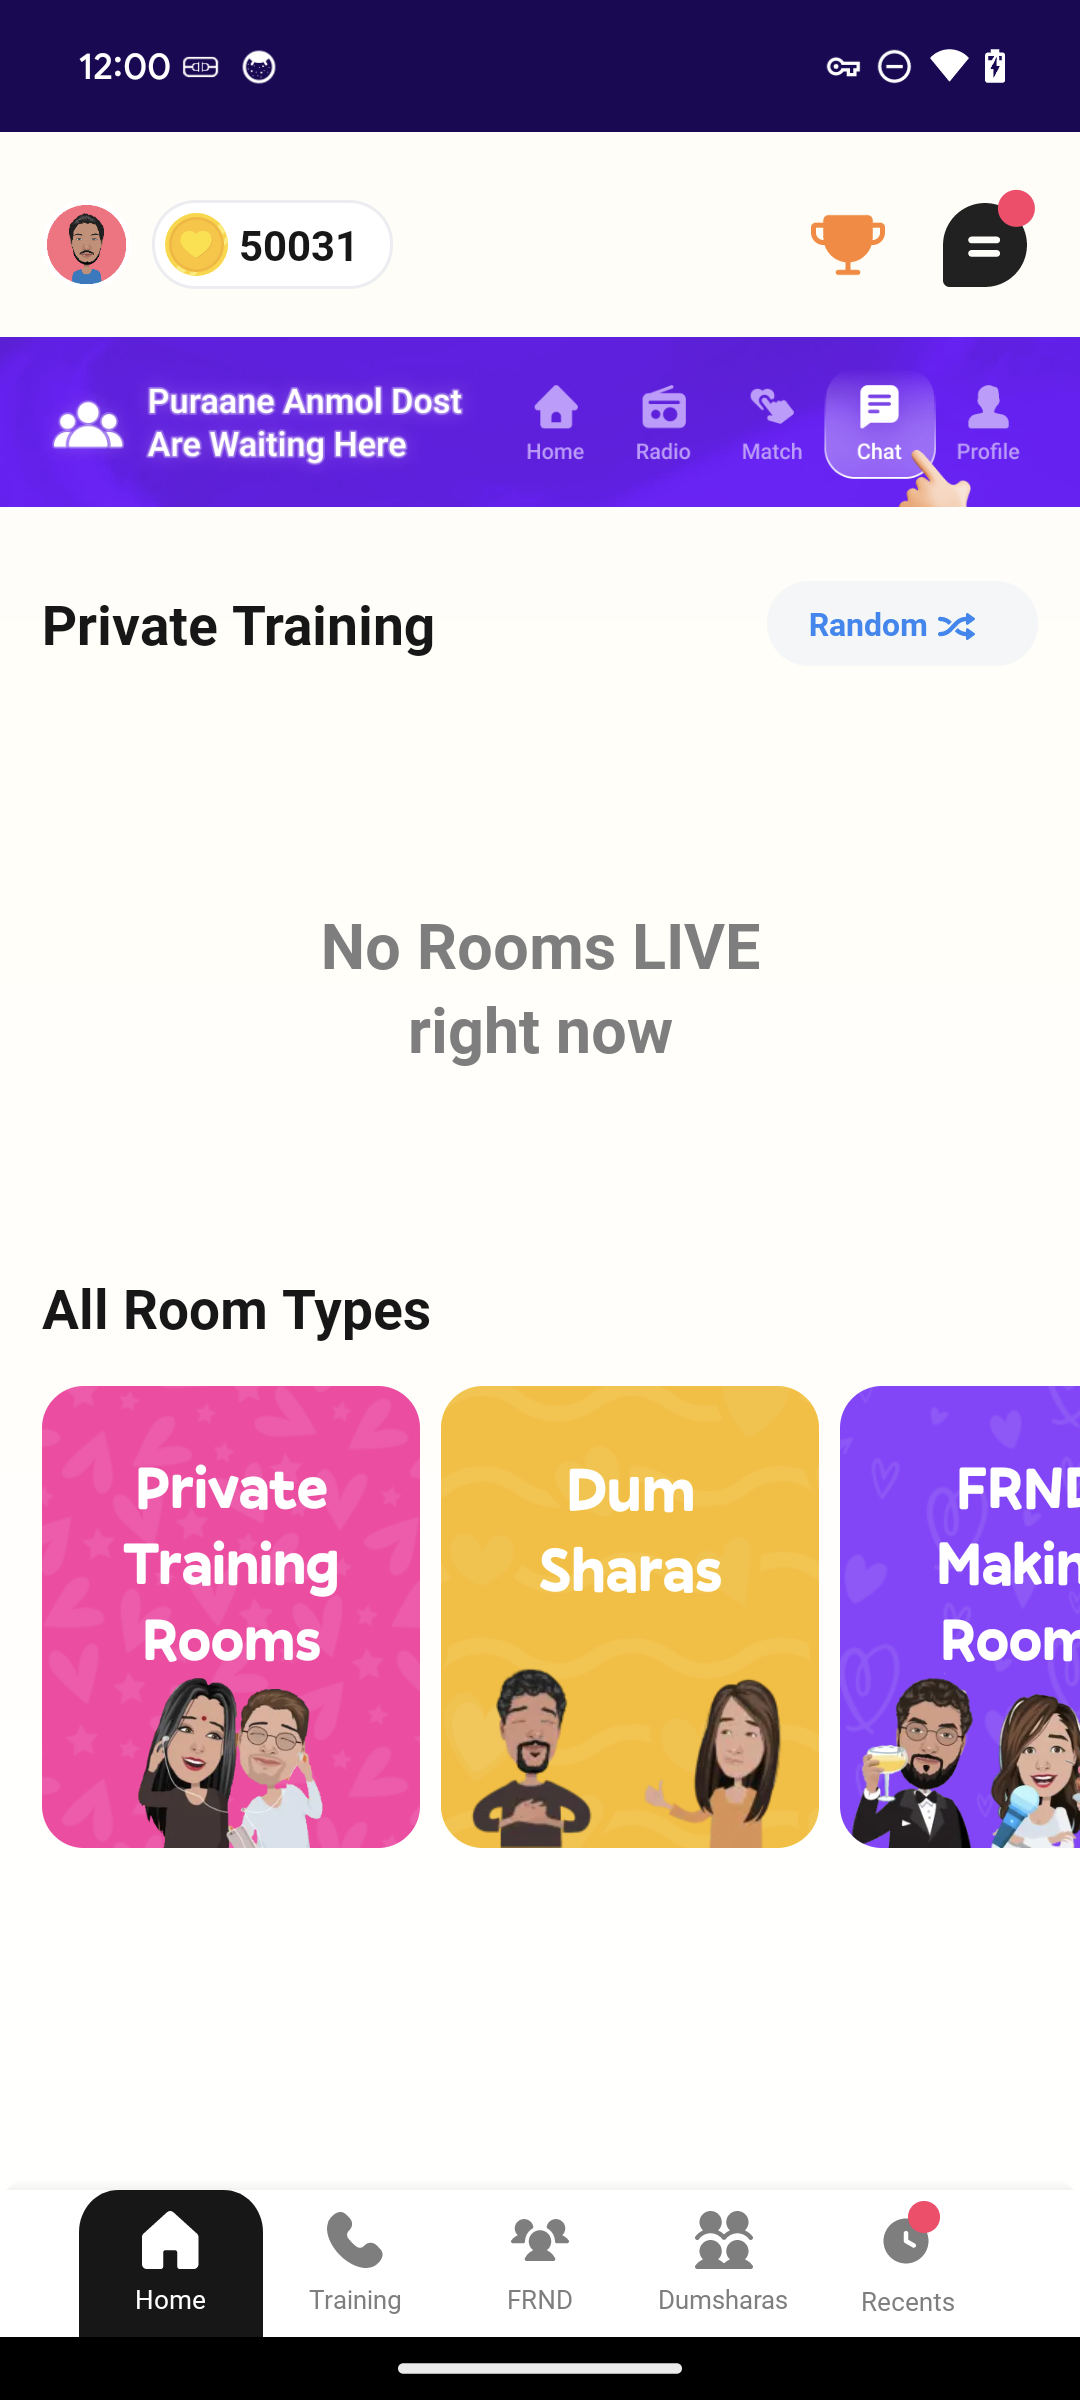 12:00
50031
Puraane Anmol Dost
Are Waiting Here
Home
Radio
Match
Chat
Profile
Private Training
Random
No Rooms LIVE
right now
All Room Types
Private
Training
Rooms
Dum
Sharas
FRND
Makin
Room
Home
Training
FRND
Dumsharas
Recents